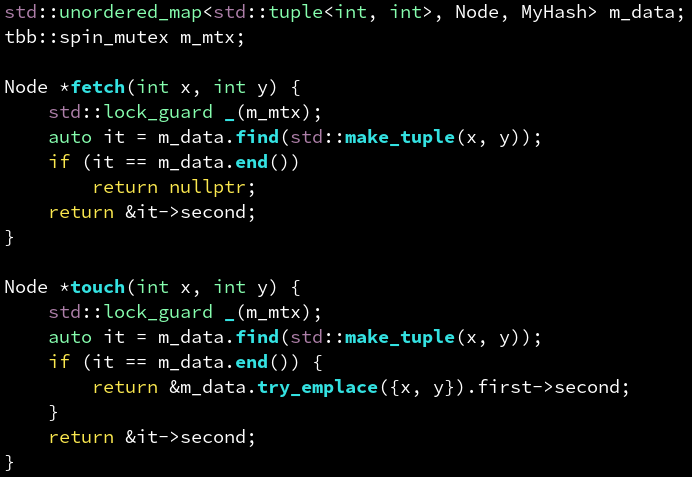 std::unordered_map<std::tuple<int, int>, Node, MyHash> m_data;
tbb::spin_mutex m_mtx;

Node *fetch(int x, int y) {
    std::lock_guard _(m_mtx);
    auto it = m_data.find(std::make_tuple(x, y));
    if (it == m_data.end())
        return nullptr;
    return &it->second;
}

Node *touch(int x, int y) {
    std::lock_guard _(m_mtx);
    auto it = m_data.find(std::make_tuple(x, y));
    if (it == m_data.end()) {
        return &m_data.try_emplace({x, y}).first->second;
    }
    return &it->second;
}